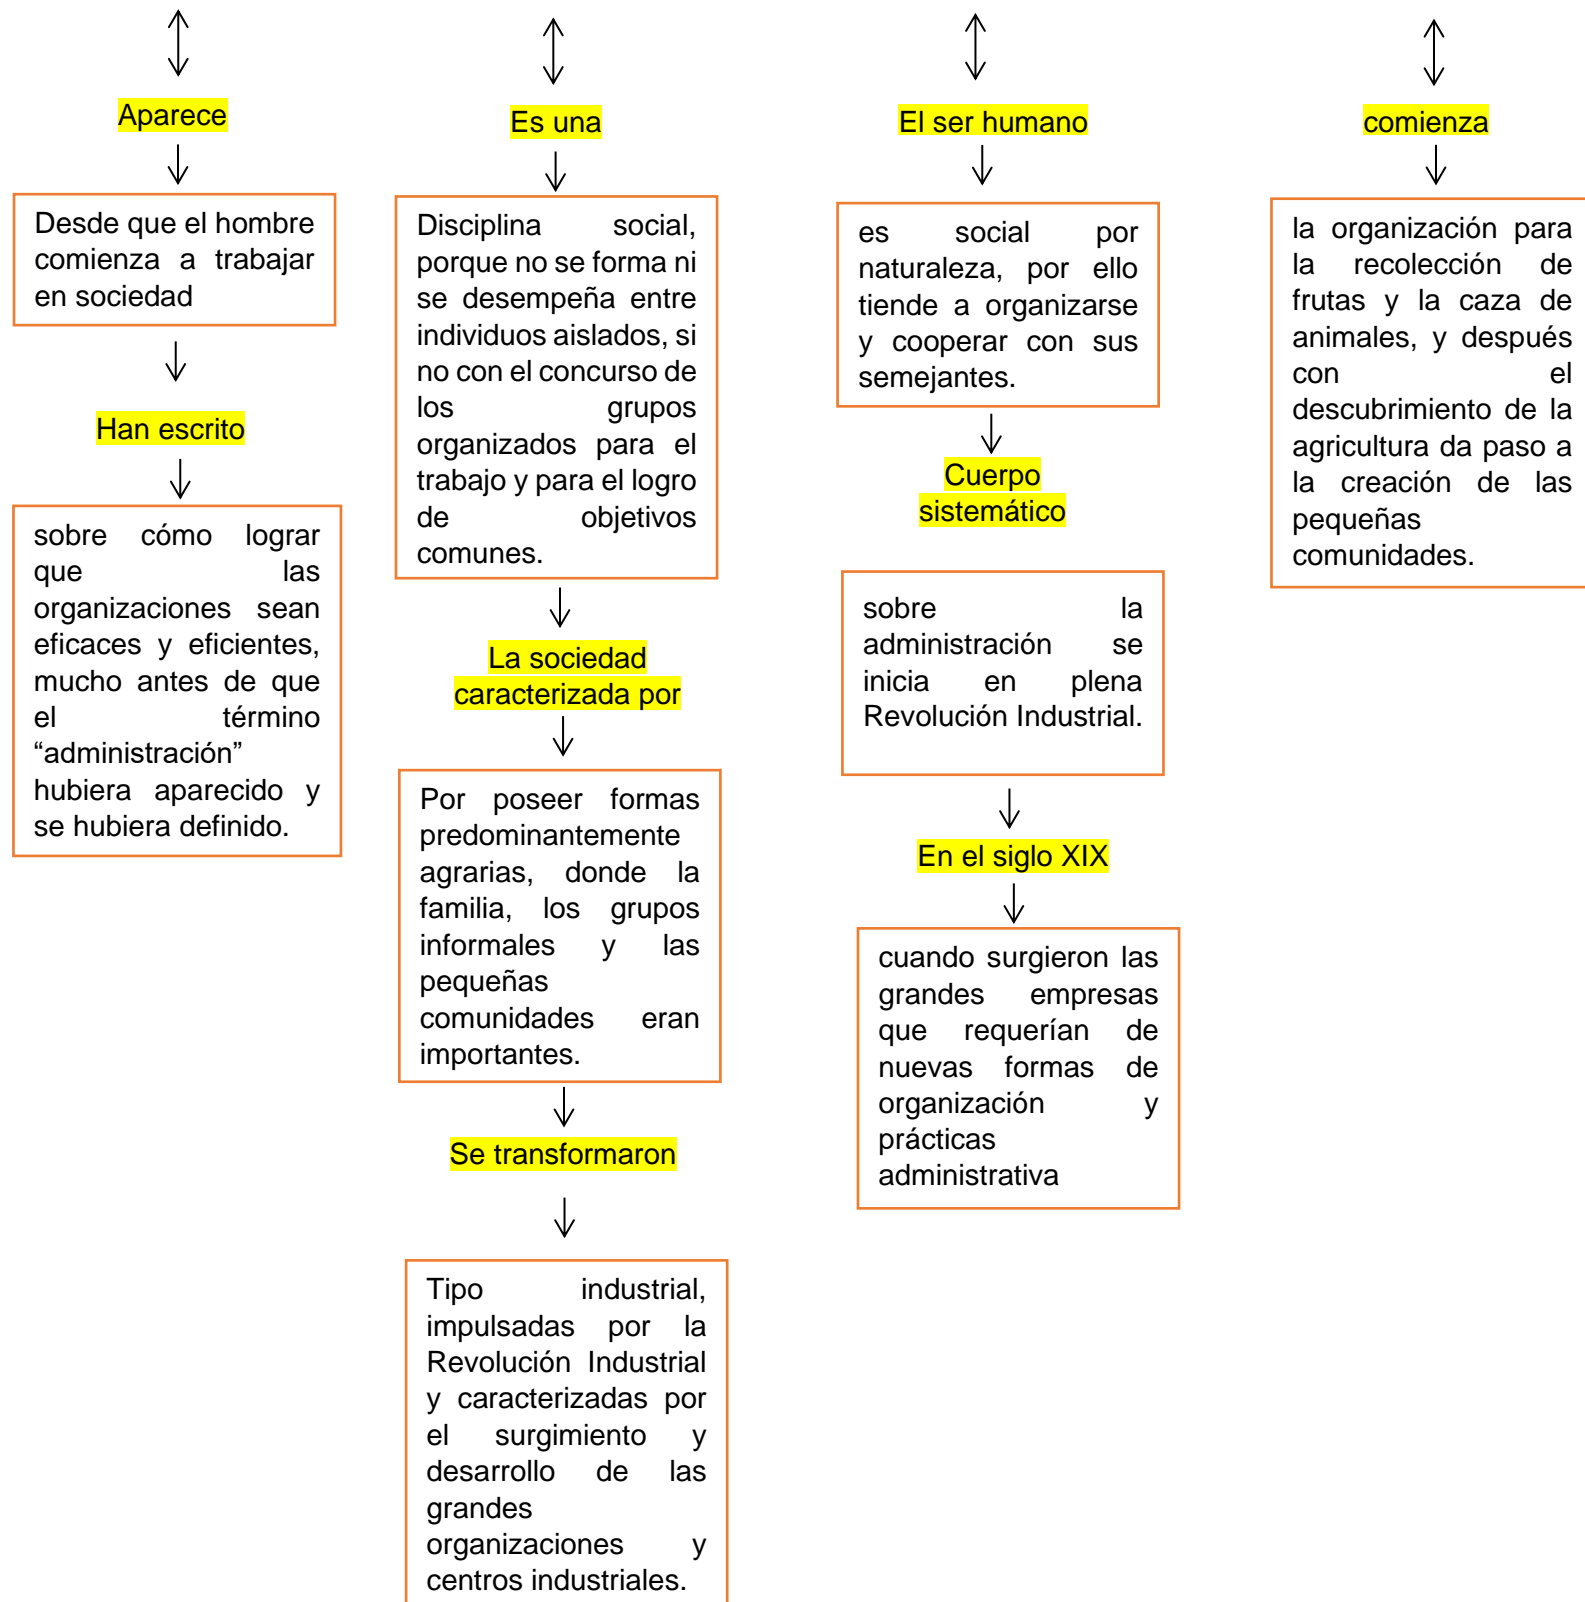 Aparece
Desde que el hombre
comienza a trabajar
en sociedad
Han escrito
sobre cómo lograr
que las
organizaciones sean
eficaces y eficientes,
mucho antes de que
el término
“administración”
hubiera aparecido y
se hubiera definido.
Es una
Disciplina social,
porque no se forma ni
se desempeña entre
individuos aislados, si
no con el concurso de
los grupos
organizados para el
trabajo y para el logro
de objetivos
comunes.
La sociedad
caracterizada por
Por poseer formas
predominantemente
agrarias, donde la
familia, los grupos
informales y las
pequeñas
comunidades eran
importantes.
Se transformaron
Tipo industrial,
impulsadas por la
Revolución Industrial
y caracterizadas por
el surgimiento y
desarrollo de las
grandes
organizaciones y
centros industriales.
El ser humano
es social por
naturaleza, por ello
tiende a organizarse
y cooperar con sus
semejantes.
Cuerpo
sistemático
sobre la
administración se
inicia en plena
Revolución Industrial.
En el siglo XIX
cuando surgieron las
grandes empresas
que requerían de
nuevas formas de
organización y
prácticas
administrativa
comienza
la organización para
la recolección de
frutas y la caza de
animales, y después
con el
descubrimiento de la
agricultura da paso a
la creación de las
pequeñas
comunidades.